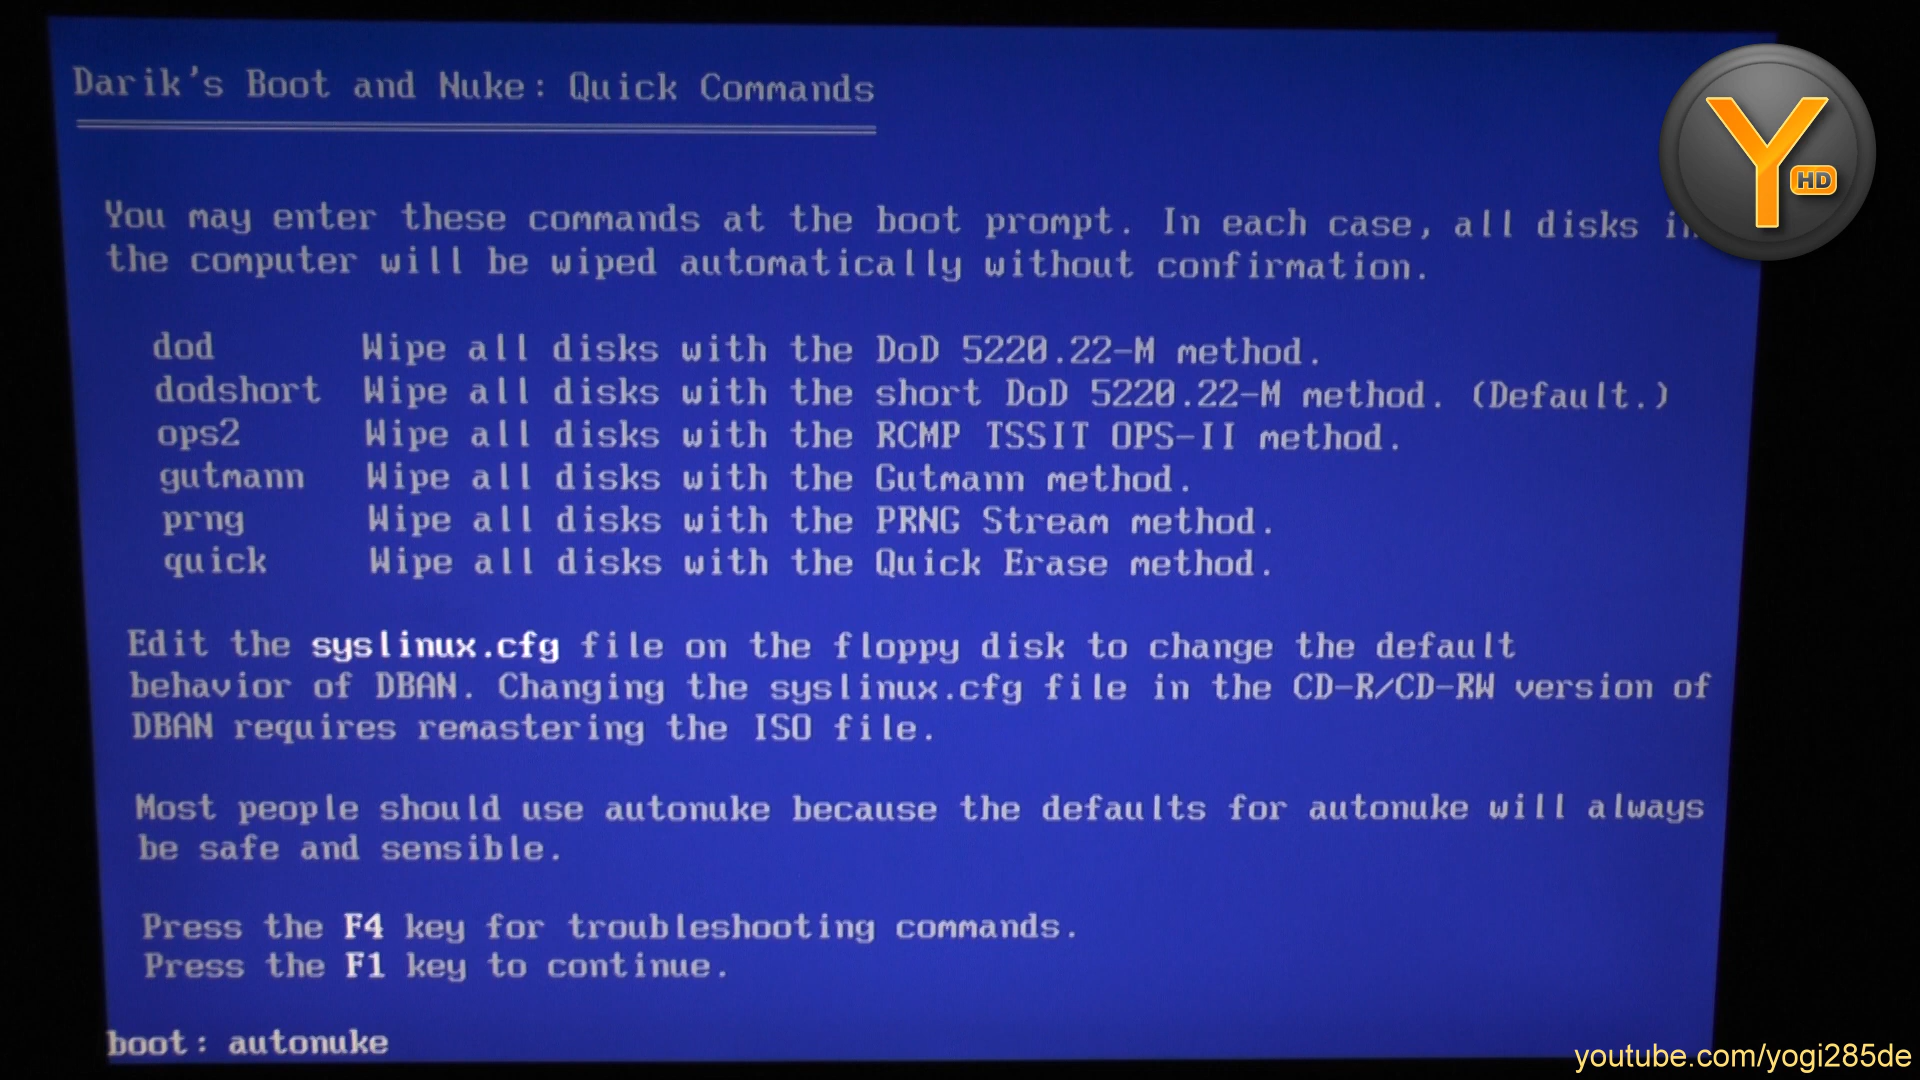 Darik's Boot and Nuke: Quick Commands
Y
HD
You may enter these commands at the boot prompt. In each case, all disks in
the computer will be wiped automatically without confirmation.
dod Wipe all disks with the DoD 5220.22-M method.
dodshort Wipe all disks with the short DoD 5220.22-M method. (Default.)
ops2 Wipe all disks with the RCMP TSSIT OPS-II method.
gutmann Wipe all disks with the Gutmann method.
prng Wipe all disks with the PRNG Stream method.
quick Wipe all disks with the Quick Erase method.
Edit the syslinux.cfg file on the floppy disk to change the default
behavior of DBAN. Changing the syslinux.cfg file in the CD-R/CD-RW version of
DBAN requires remastering the ISO file.
Most people should use autonuke because the defaults for autonuke will always
be safe and sensible.
Press the F4 key for troubleshooting commands.
Press the F1 key to continue.
boot: autonuke
youtube.com/yogi285de